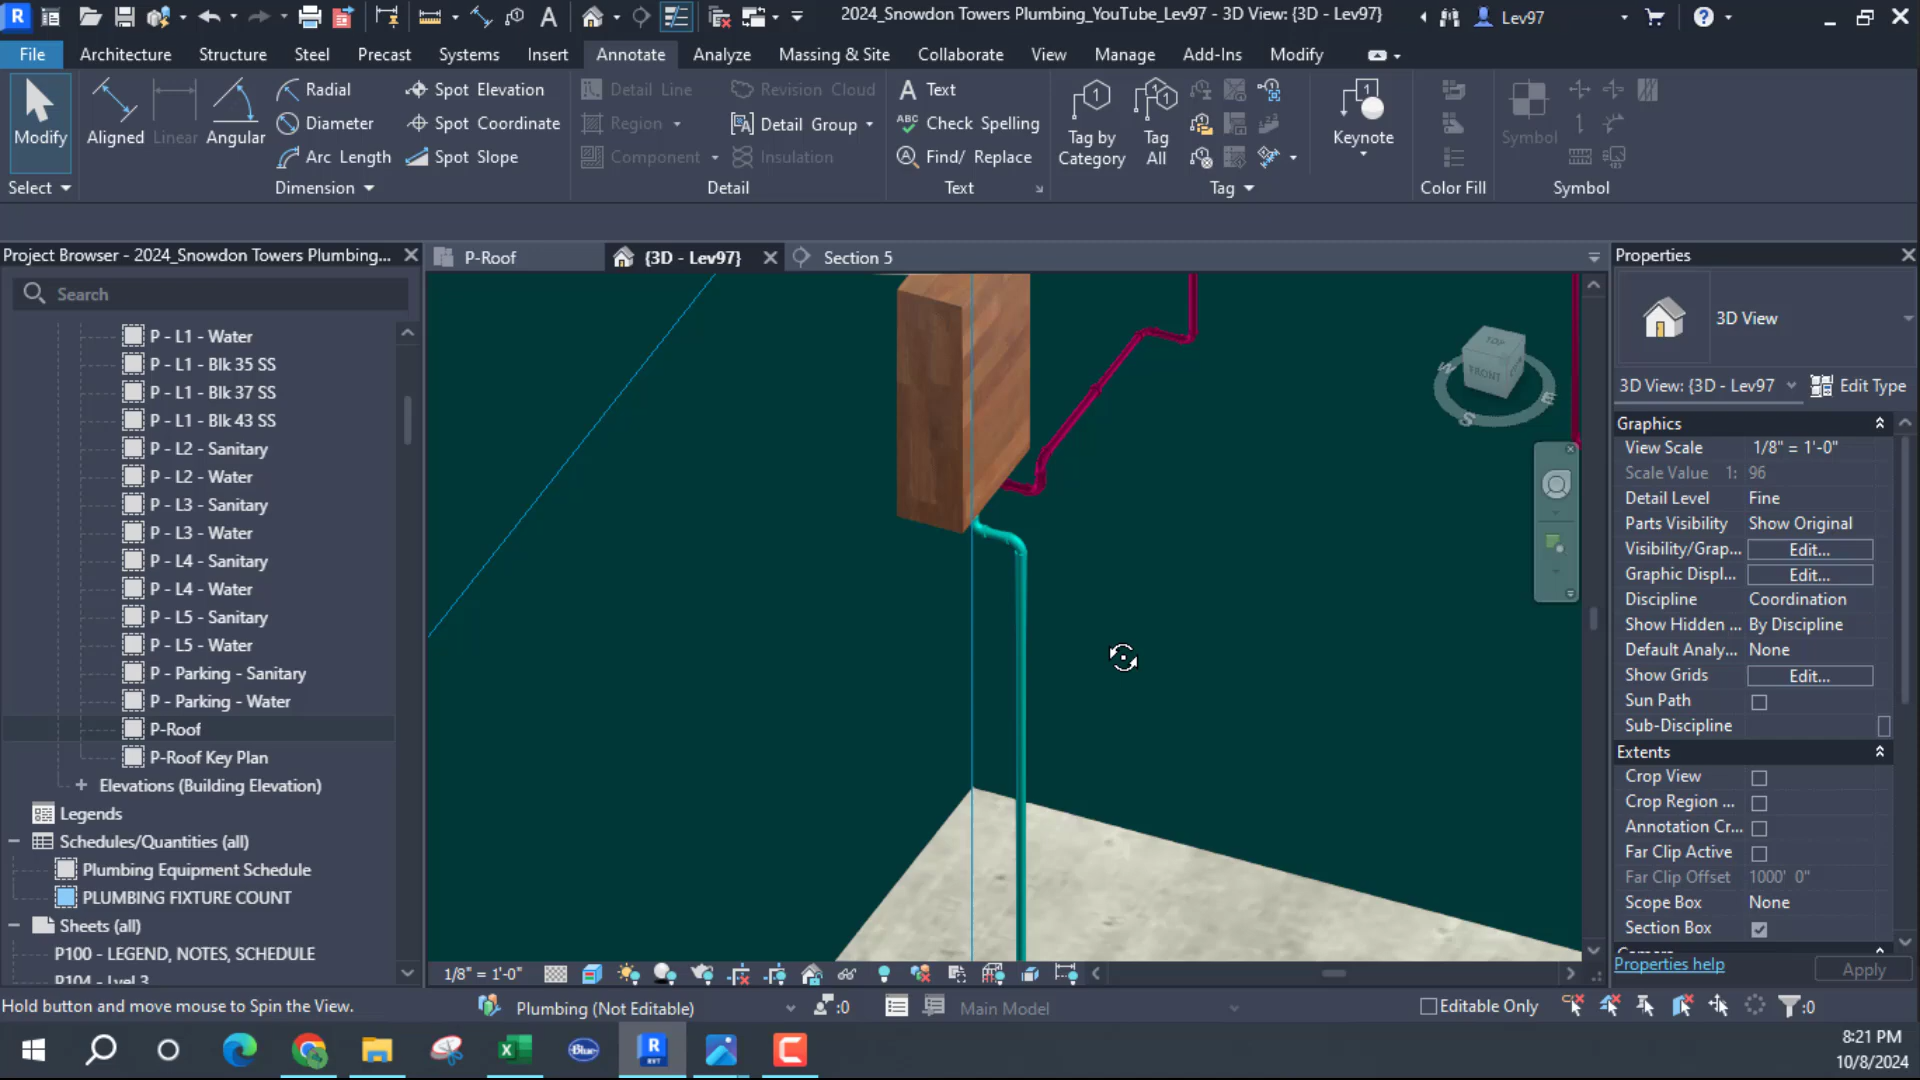 2024_Snowdon Towers Plumbing_YouTube_Lev97 - 3D View: {3D - Lev97}
Lev97
File Architecture Structure Steel Precast Systems Insert Annotate Analyze Massing & Site Collaborate View Manage Add-Ins Modify
Modify
Select
Aligned
Linear
Angular
Radial
Diameter
Arc Length
Spot Elevation
Spot Coordinate
Spot Slope
Dimension
Detail Line
Region
Component
Revision Cloud
Detail Group
Insulation
Detail
Text
Check Spelling
Find/ Replace
Text
Tag by
Category
Tag
All
Tag
Keynote
Color Fill
Symbol
Symbol
Project Browser - 2024_Snowdon Towers Plumbing...
Search
P - L1 - Water
P - L1 - Blk 35 SS
P - L1 - Blk 37 SS
P - L1 - Blk 43 SS
P - L2 - Sanitary
P - L2 - Water
P - L3 - Sanitary
P - L3 - Water
P - L4 - Sanitary
P - L4 - Water
P - L5 - Sanitary
P - L5 - Water
P - Parking - Sanitary
P - Parking - Water
P-Roof
P-Roof Key Plan
Elevations (Building Elevation)
Legends
Schedules/Quantities (all)
Plumbing Equipment Schedule
PLUMBING FIXTURE COUNT
Sheets (all)
P100 - LEGEND, NOTES, SCHEDULE
P104 - Lvel 3
P-Roof
{3D - Lev97}
Section 5
TOP
FRONT
W
S
E
Properties
3D View
3D View: {3D - Lev97
Edit Type
Graphics
View Scale 1/8" = 1'-0"
Scale Value 1: 96
Detail Level Fine
Parts Visibility Show Original
Visibility/Grap... Edit...
Graphic Displ... Edit...
Discipline Coordination
Show Hidden ... By Discipline
Default Analy... None
Show Grids Edit...
Sun Path
Sub-Discipline
Extents
Crop View
Crop Region ...
Annotation Cr...
Far Clip Active
Far Clip Offset 1000' 0"
Scope Box None
Section Box
Properties help
Apply
1/8" = 1'-0"
Hold button and move mouse to Spin the View.
Plumbing (Not Editable)
:0
Main Model
Editable Only
:0
Blue
8:21 PM
10/8/2024